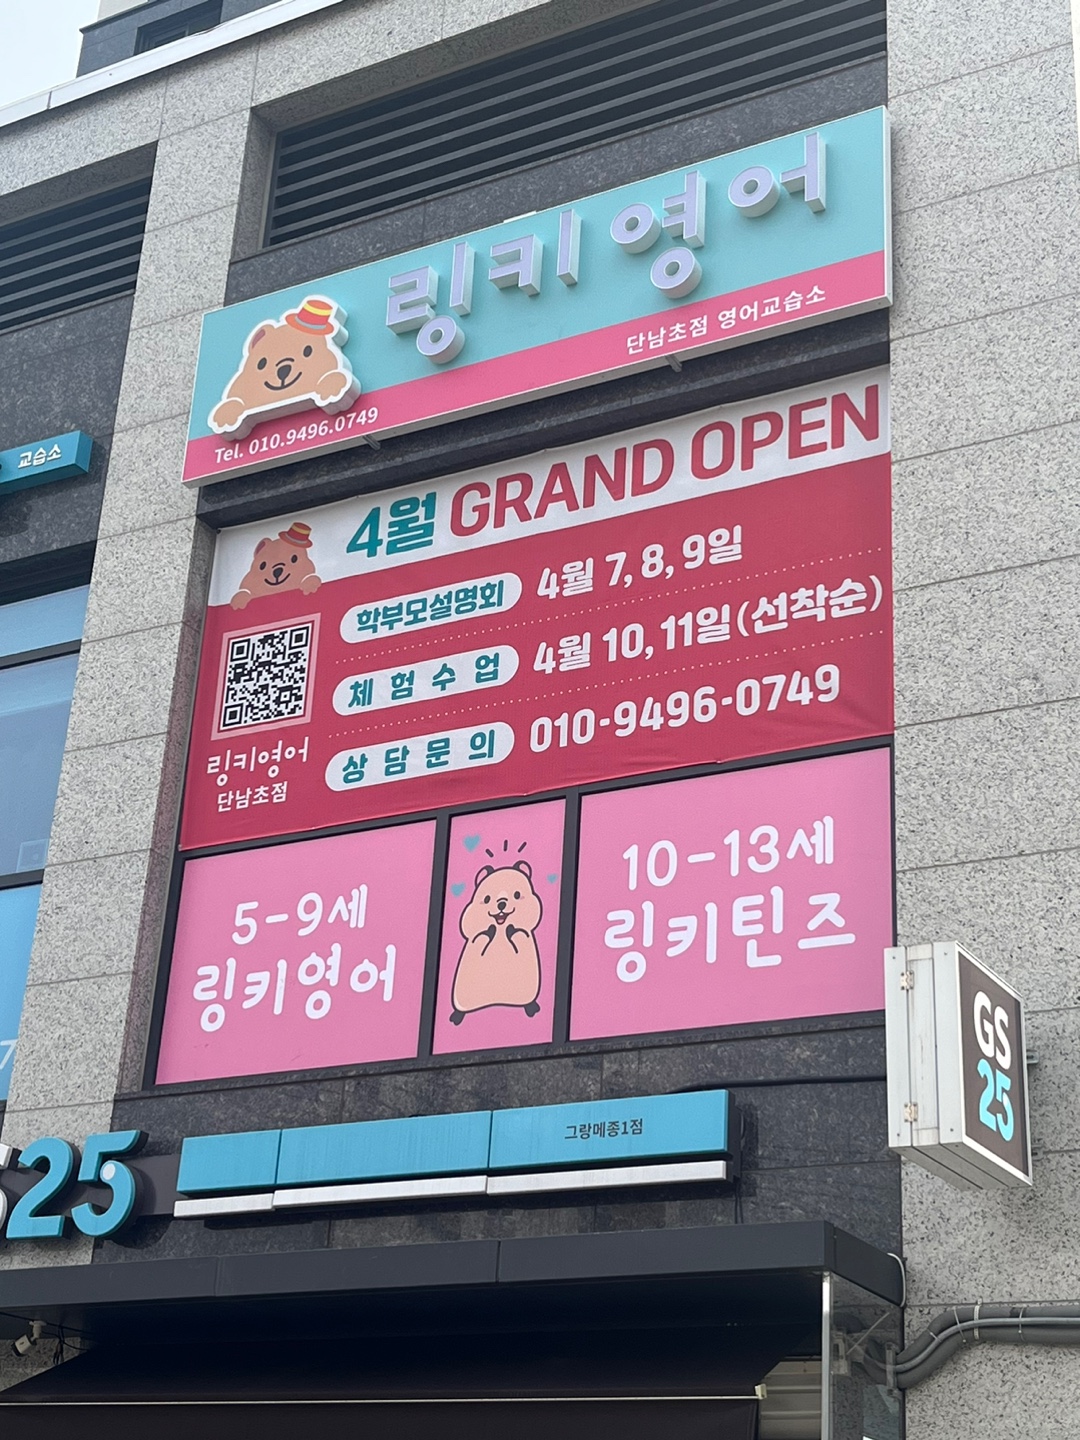 링키영어
단남초점 영어교습소
Tel. 010.9496.0749
교습소
4월 GRAND OPEN
학부모설명회 4월 7, 8, 9일
체험수업 4월 10, 11일(선착순)
상담문의 010-9496-0749
링키영어
단남초점
5-9세
링키영어
10-13세
링키틴즈
GS
25
그랑메종1점
25
7